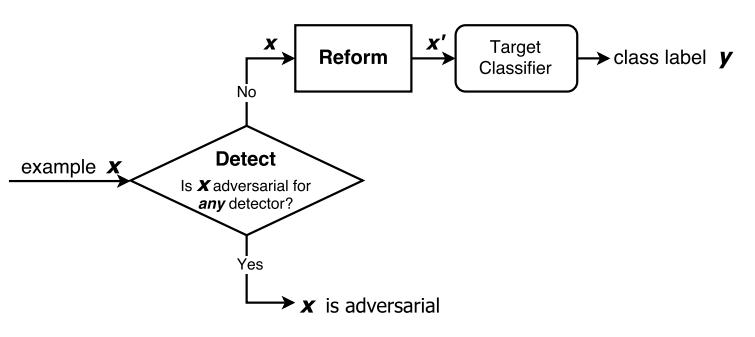 x
Reform
x'
Target
Classifier
class label y
No
example x
Detect
Is x adversarial for
any detector?
Yes
x is adversarial